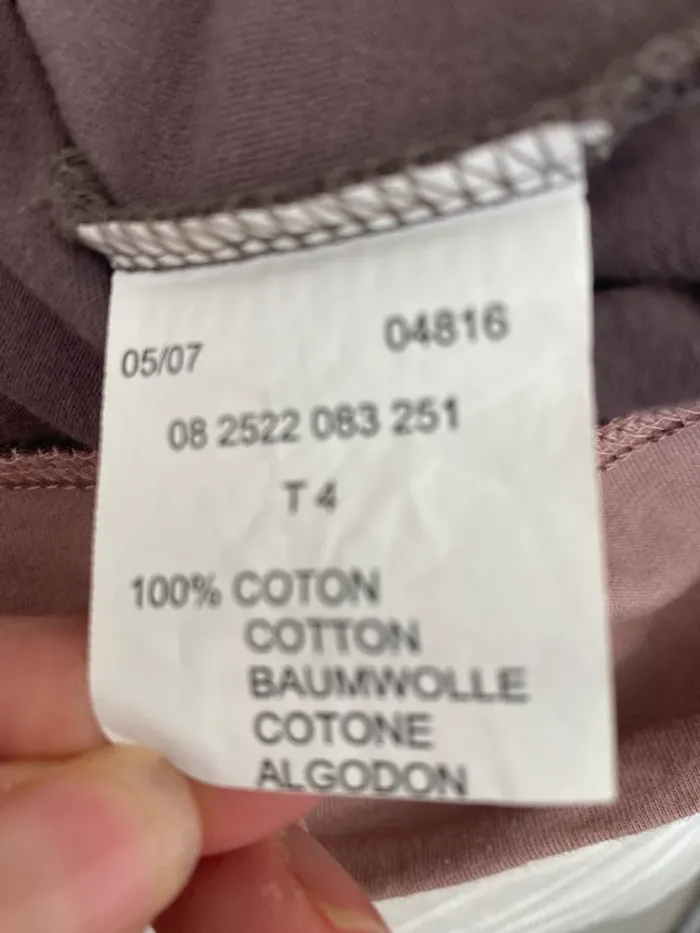 05/07 04816
08 2522 083 251
T 4
100% COTON
COTTON
BAUMWOLLE
COTONE
ALGODON